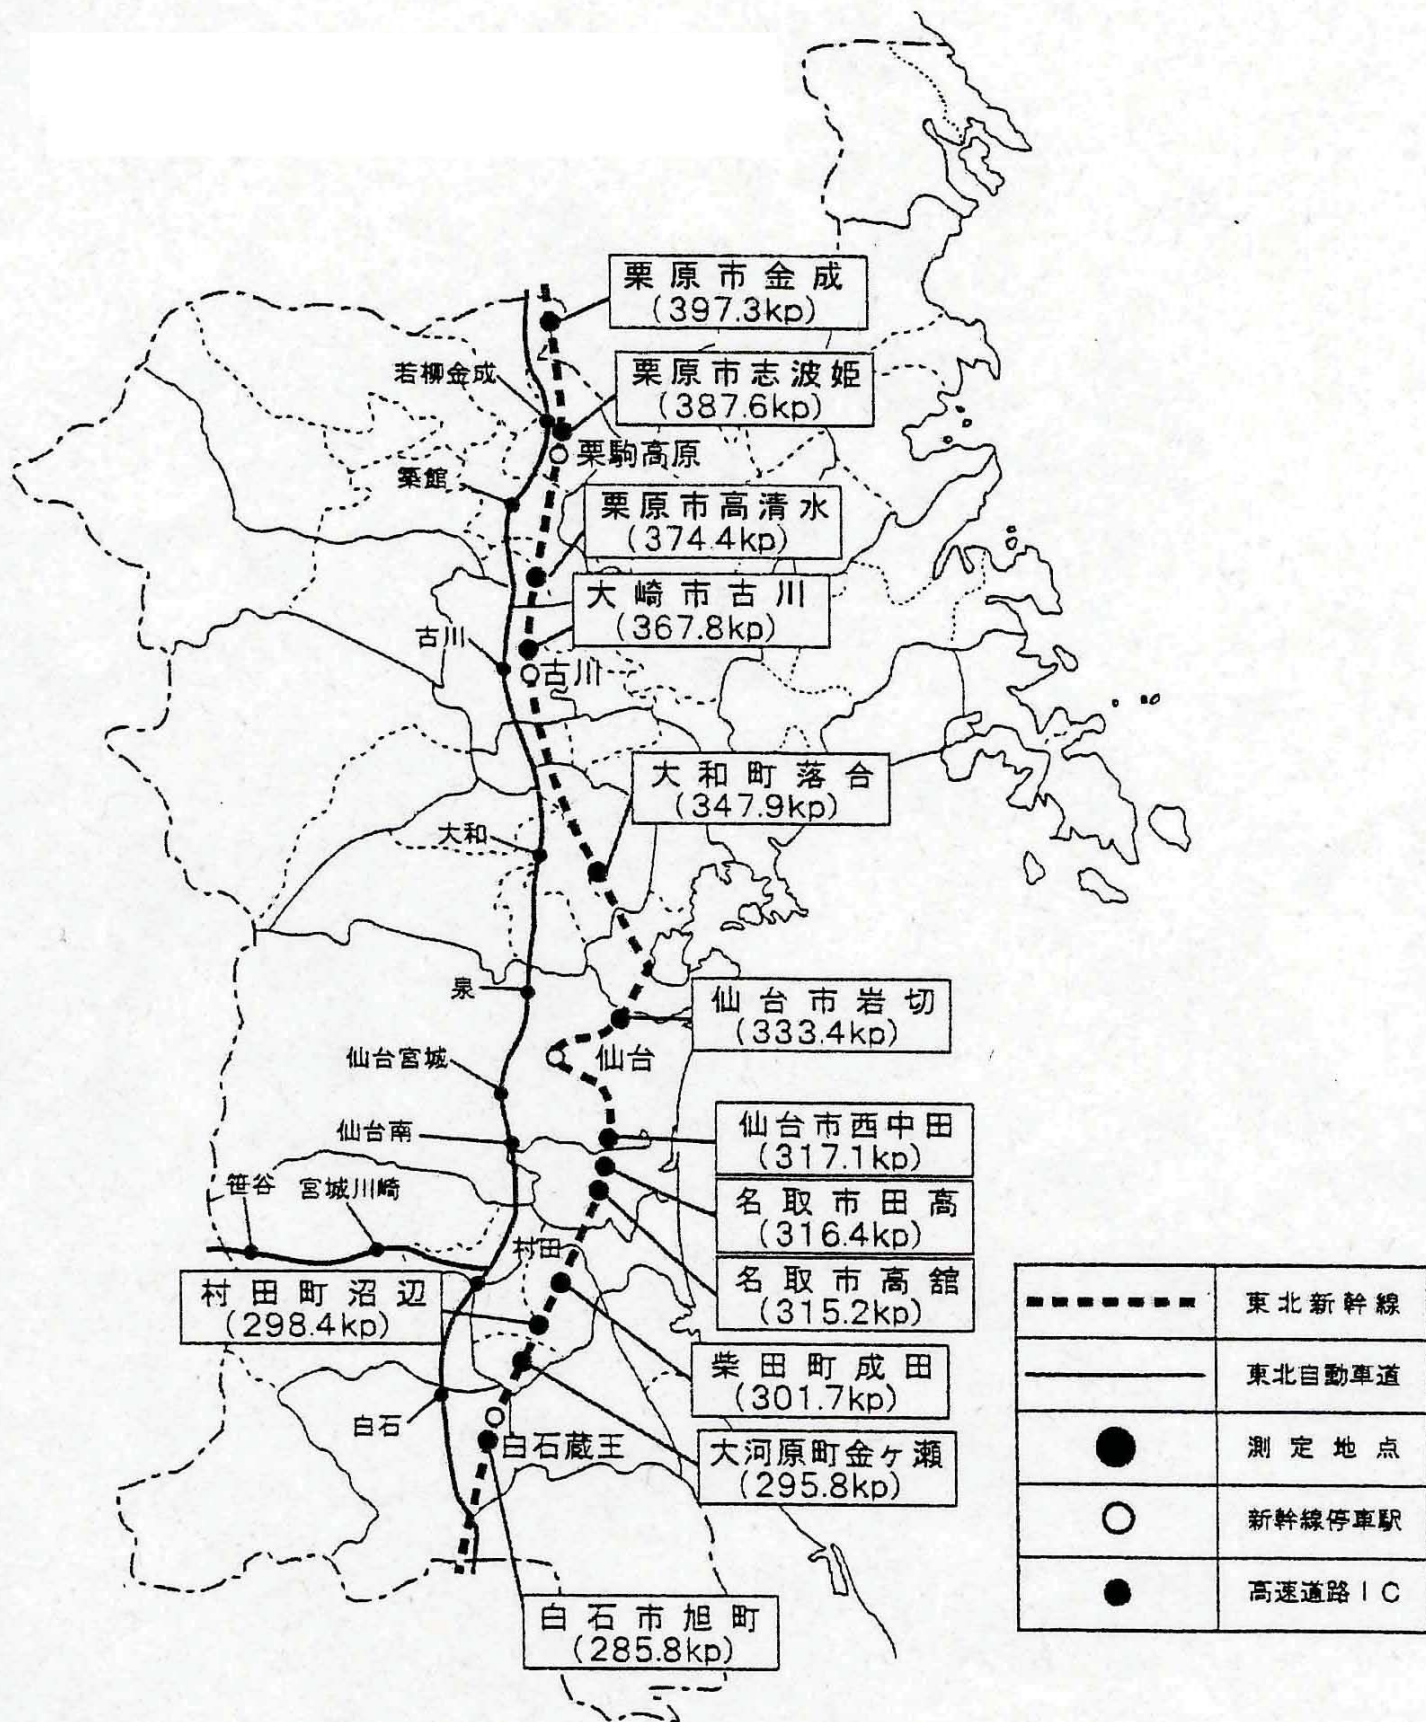 栗原市金成
(397.3kp)
若柳金成
栗原市志波姫
(387.6kp)
栗駒高原
築館
栗原市高清水
(374.4kp)
大崎市古川
(367.8kp)
古川
古川
大和町落合
(347.9kp)
大和
泉
仙台市岩切
(333.4kp)
仙台宮城
仙台
仙台南
仙台市西中田
(317.1kp)
笹谷
宮城川崎
名取市田高
(316.4kp)
村田
名取市高舘
(315.2kp)
村田町沼辺
(298.4kp)
柴田町成田
(301.7kp)
白石
白石蔵王
大河原町金ケ瀬
(295.8kp)
白石市旭町
(285.8kp)
東北新幹線
東北自動車道
測定地点
新幹線停車駅
高速道路IC